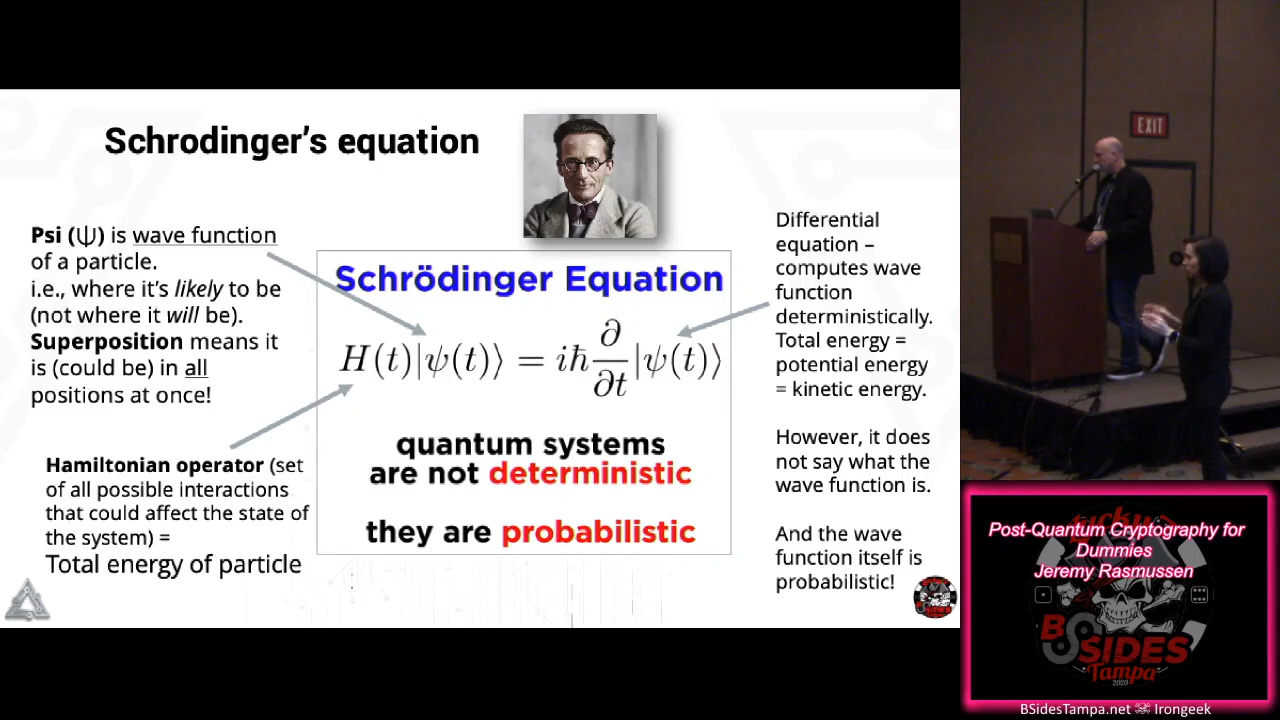 Schrodinger's equation
Psi (ψ) is wave function
of a particle.
i.e., where it's likely to be
(not where it will be).
Superposition means it
is (could be) in all
positions at once!
Hamiltonian operator (set
of all possible interactions
that could affect the state of
the system) =
Total energy of particle
Schrödinger Equation
H(t)|ψ(t)⟩ = iħ ∂/∂t |ψ(t)⟩
quantum systems
are not deterministic
they are probabilistic
Differential
equation –
computes wave
function
deterministically.
Total energy =
potential energy
= kinetic energy.
However, it does
not say what the
wave function is.
And the wave
function itself is
probabilistic!
EXIT
Post-Quantum Cryptography for
Dummies
Jeremy Rasmussen
BSIDES
Tampa
2020
BSidesTampa.net Irongeek